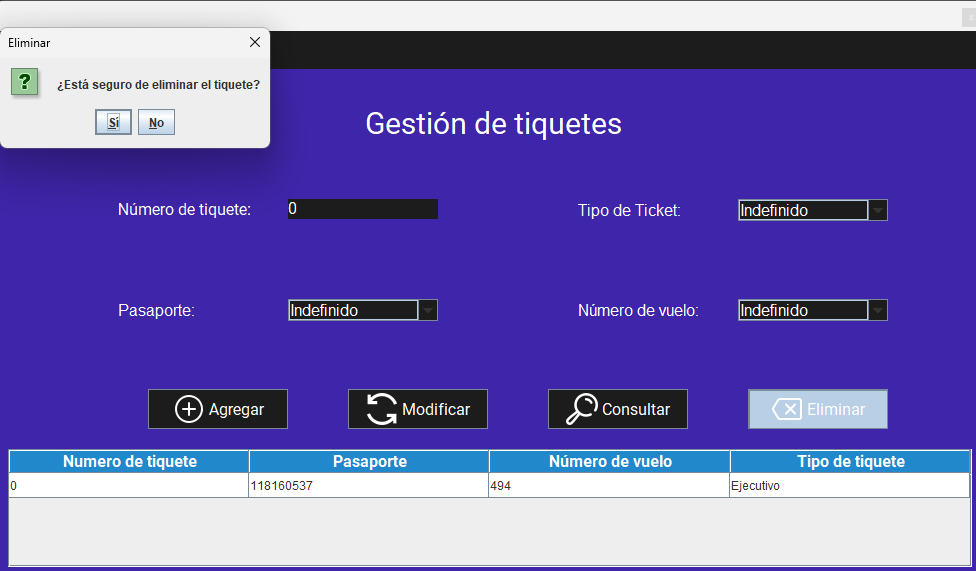 Eliminar
¿Está seguro de eliminar el tiquete?
Sí No
Gestión de tiquetes
Número de tiquete: 0 Tipo de Ticket: Indefinido
Pasaporte: Indefinido Número de vuelo: Indefinido
Agregar Modificar Consultar Eliminar
Numero de tiquete Pasaporte Número de vuelo Tipo de tiquete
0 118160537 494 Ejecutivo